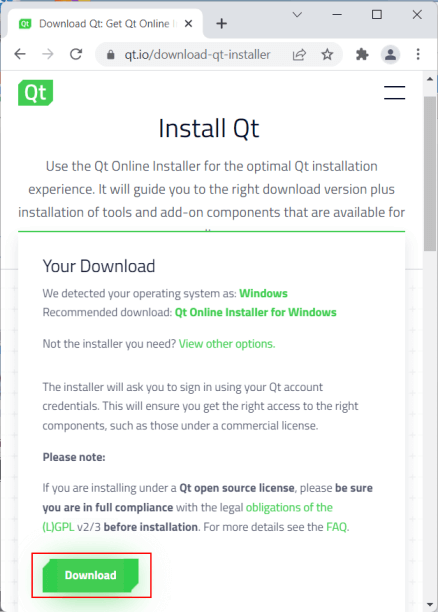 Qt Download Qt: Get Qt Online I
qt.io/download-qt-installer
Qt
Install Qt
Use the Qt Online Installer for the optimal Qt installation
experience. It will guide you to the right download version plus
installation of tools and add-on components that are available for
Your Download
We detected your operating system as: Windows
Recommended download: Qt Online Installer for Windows
Not the installer you need? View other options.
The installer will ask you to sign in using your Qt account
credentials. This will ensure you get the right access to the right
components, such as those under a commercial license.
Please note:
If you are installing under a Qt open source license, please be sure
you are in full compliance with the legal obligations of the
(L)GPL v2/3 before installation. For more details see the FAQ.
Download